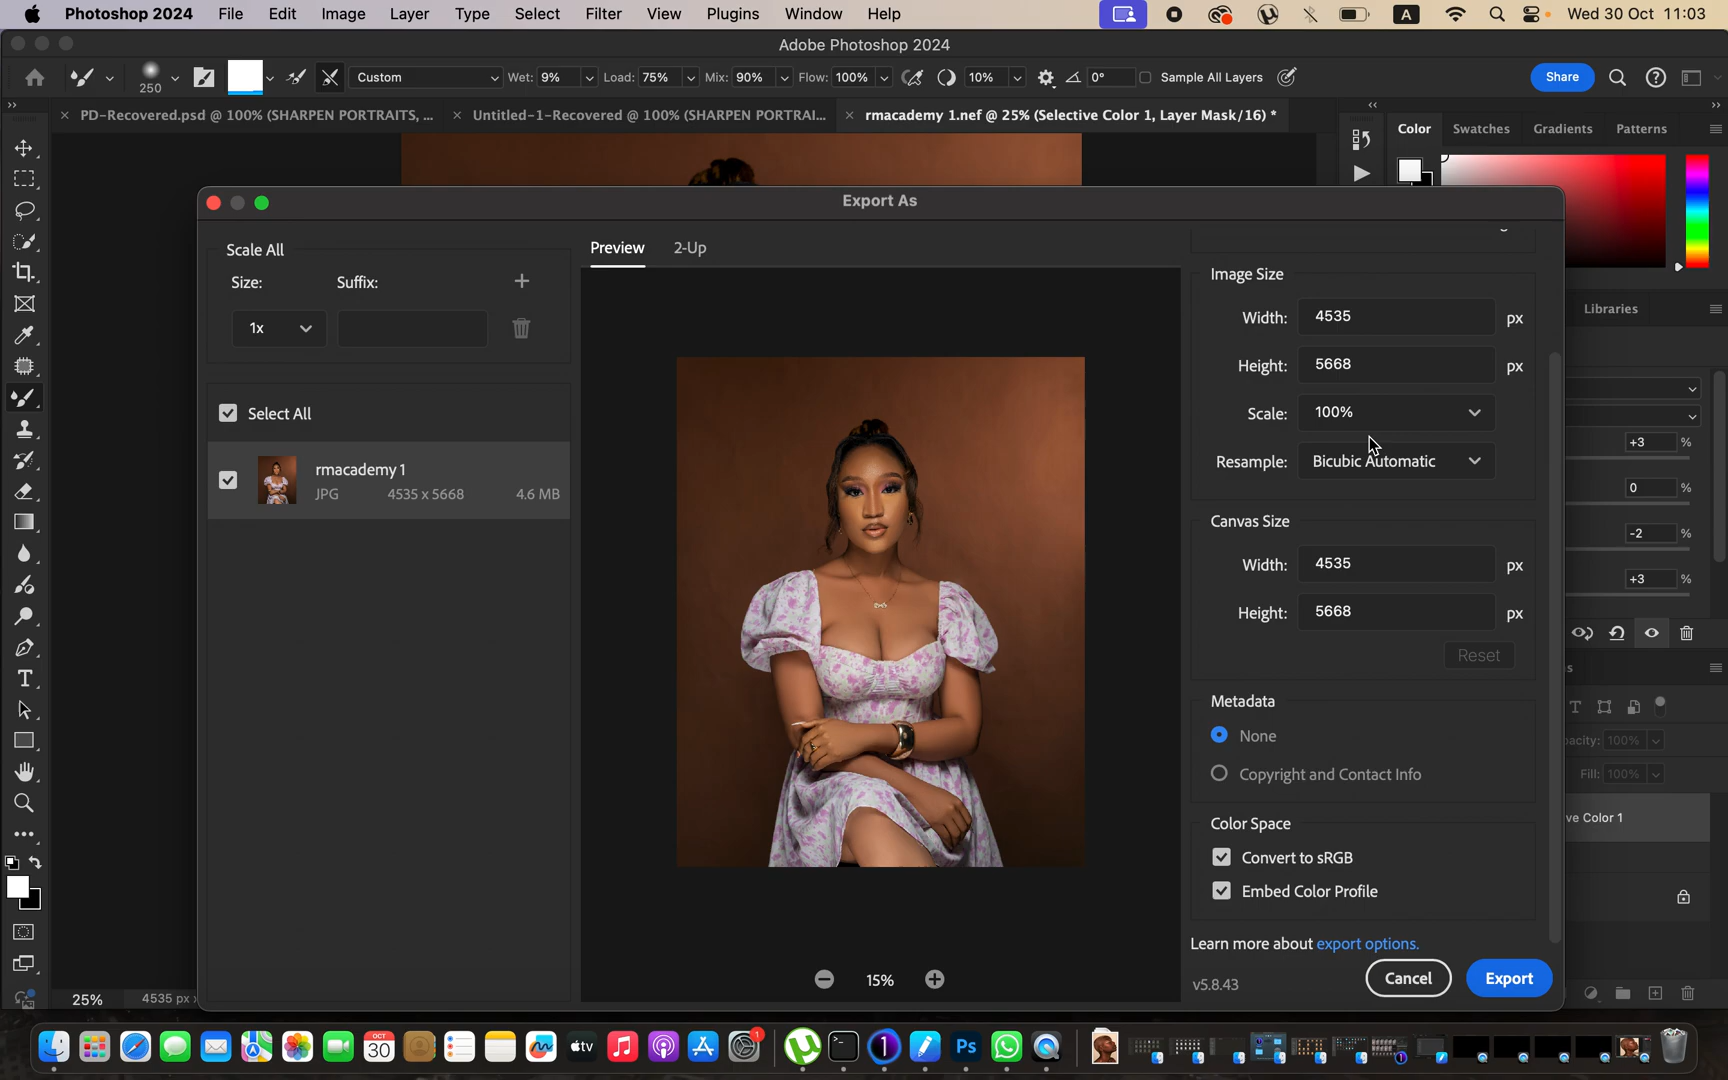 Photoshop 2024 File Edit Image Layer Type Select Filter View Plugins Window Help A Wed 30 Oct 11:03
Adobe Photoshop 2024
250 Custom Wet: 9% Load: 75% Mix: 90% Flow: 100% 10% 0° Sample All Layers Share
PD-Recovered.psd @ 100% (SHARPEN PORTRAITS, ... Untitled-1-Recovered @ 100% (SHARPEN PORTRAI... rmacademy 1.nef @ 25% (Selective Color 1, Layer Mask/16) *
Color Swatches Gradients Patterns
Export As
Scale All
Size: Suffix:
1x
Select All
rmacademy 1
JPG 4535 x 5668 4.6 MB
Preview 2-Up
15%
Image Size
Width: 4535 px
Height: 5668 px
Scale: 100%
Resample: Bicubic Automatic
Canvas Size
Width: 4535 px
Height: 5668 px
Reset
Metadata
None
Copyright and Contact Info
Color Space
Convert to sRGB
Embed Color Profile
Learn more about export options.
v5.8.43 Cancel Export
Libraries
+3 %
0 %
-2 %
+3 %
100%
Fill: 100%
ve Color 1
25% 4535 px
OCT
30
tv
1
Ps